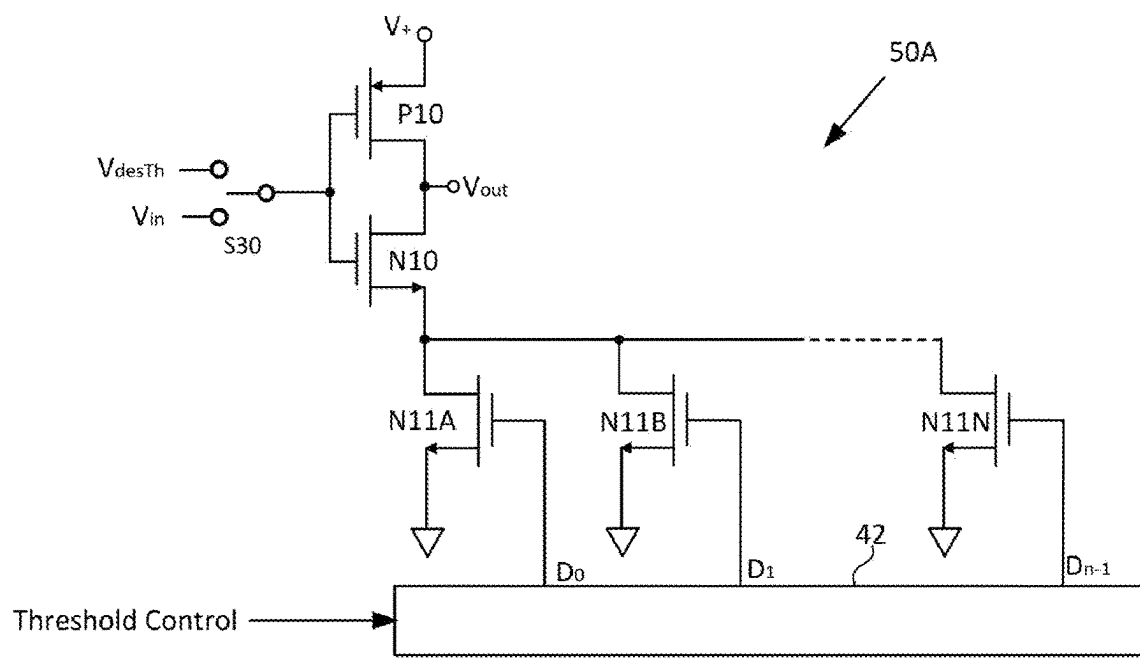 V+
50A
P10
VdesTh
Vout
Vin
S30
N10
N11A
N11B
N11N
42
D0
D1
Dn-1
Threshold Control